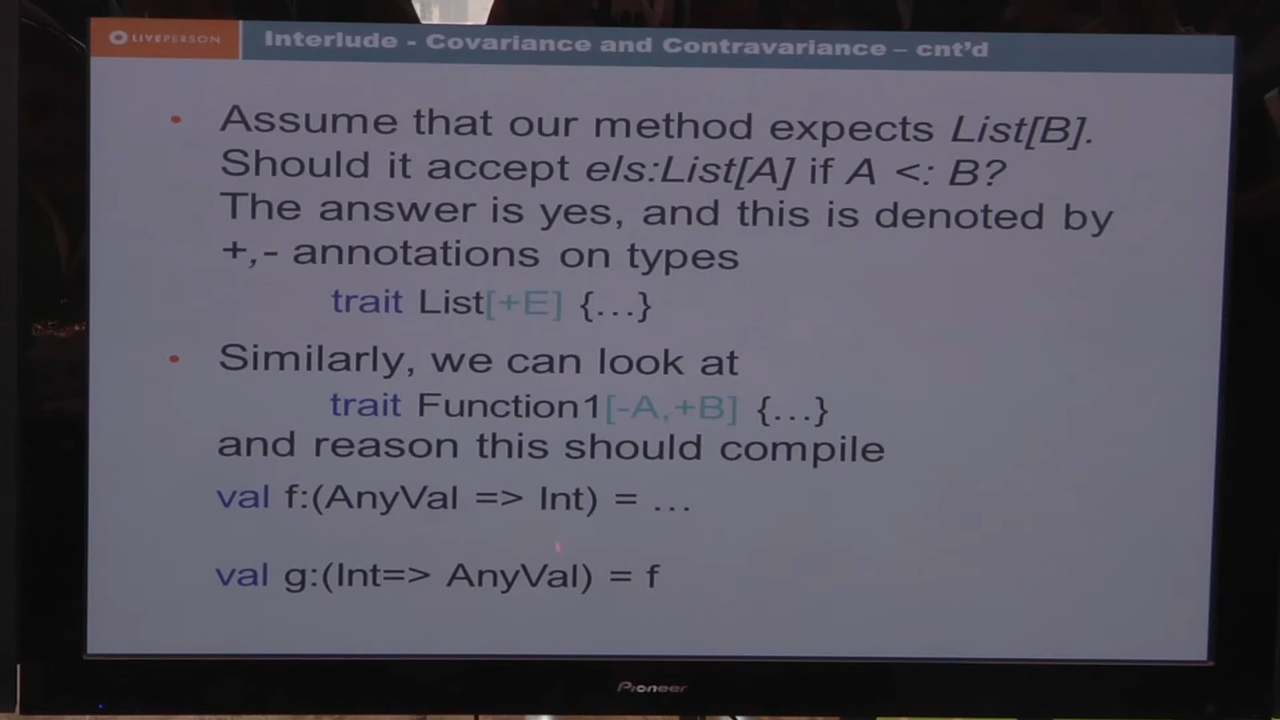 LIVEPERSON
Interlude - Covariance and Contravariance – cnt'd
• Assume that our method expects List[B].
Should it accept els:List[A] if A <: B?
The answer is yes, and this is denoted by
+,- annotations on types
trait List[+E] {…}
• Similarly, we can look at
trait Function1[-A,+B] {…}
and reason this should compile
val f:(AnyVal => Int) = …
val g:(Int=> AnyVal) = f
Pioneer